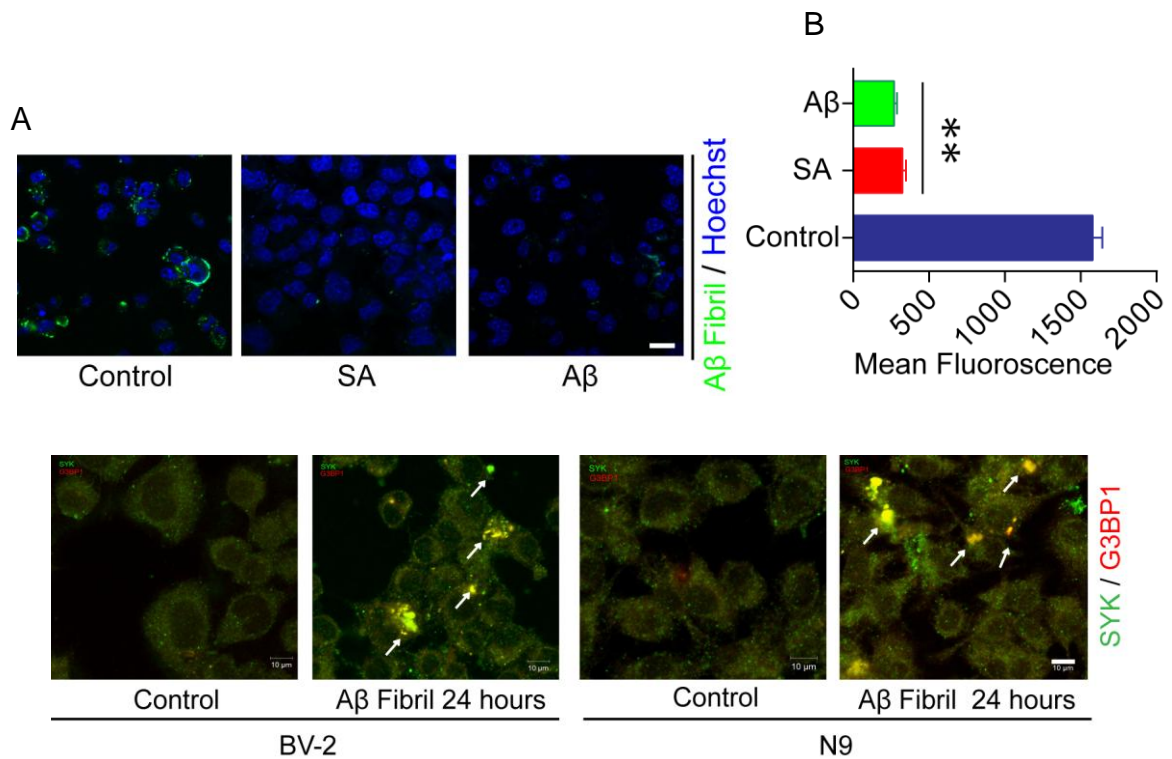 A
Control
SA
Aβ
Aβ Fibril / Hoechst
B
Aβ
SA
Control
**
0
500
1000
1500
2000
Mean Fluoroscence
SYK
G3BP1
10 µm
SYK
G3BP1
10 µm
SYK
G3BP1
10 µm
SYK
G3BP1
10 µm
SYK / G3BP1
Control
Aβ Fibril 24 hours
Control
Aβ Fibril 24 hours
BV-2
N9